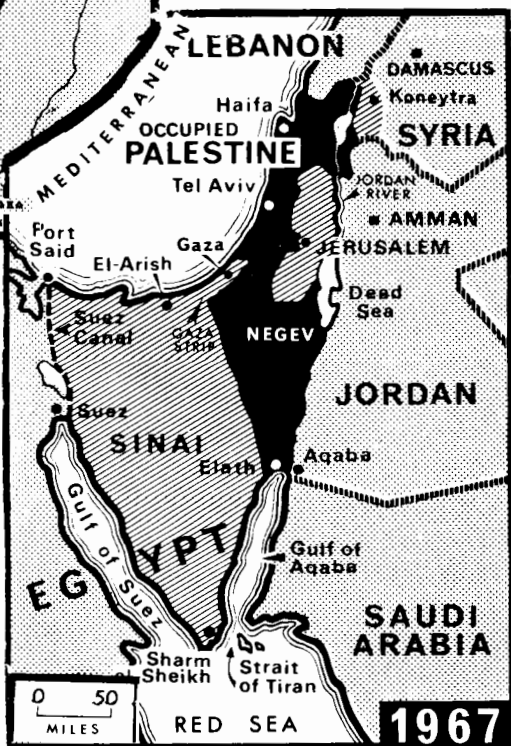 LEBANON
DAMASCUS
Koneytra
SYRIA
MEDITERRANEAN
Haifa
OCCUPIED
PALESTINE
Tel Aviv
JORDAN
RIVER
AMMAN
JERUSALEM
Port
Said
El-Arish
Gaza
Dead
Sea
Suez
Canal
GAZA
STRIP
NEGEV
JORDAN
Suez
SINAI
Elath
Aqaba
Gulf of Suez
EGYPT
Gulf of
Aqaba
SAUDI
ARABIA
Sharm
el Sheikh
Strait
of Tiran
0 50
MILES
RED SEA
1967